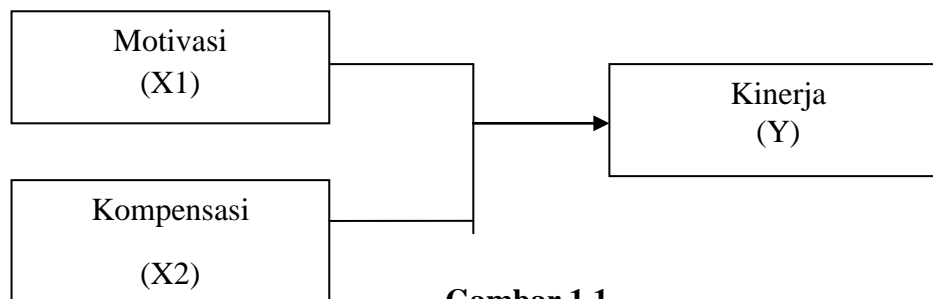 Motivasi
(X1)
Kinerja
(Y)
Kompensasi
(X2)
Gambar 1.1